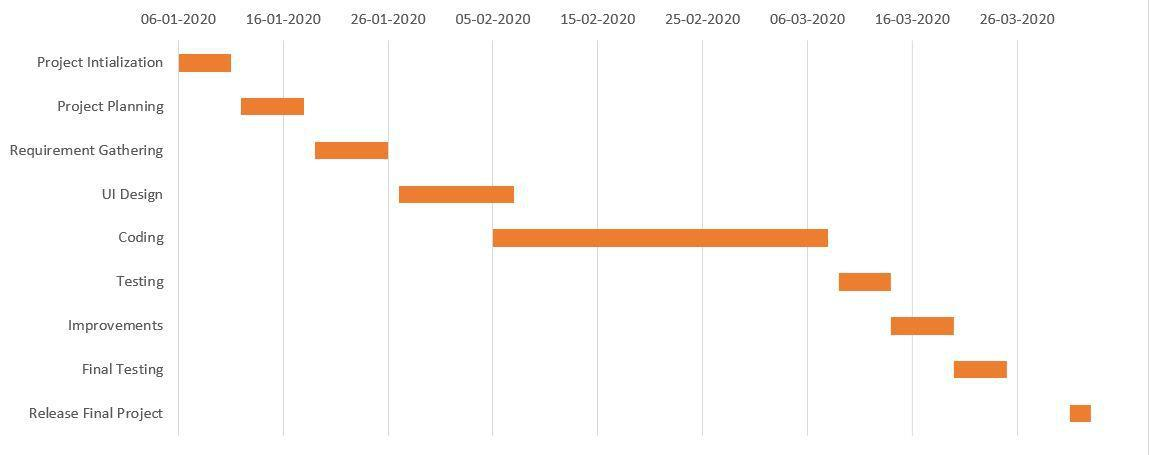 06-01-2020 16-01-2020 26-01-2020 05-02-2020 15-02-2020 25-02-2020 06-03-2020 16-03-2020 26-03-2020
Project Intialization
Project Planning
Requirement Gathering
UI Design
Coding
Testing
Improvements
Final Testing
Release Final Project